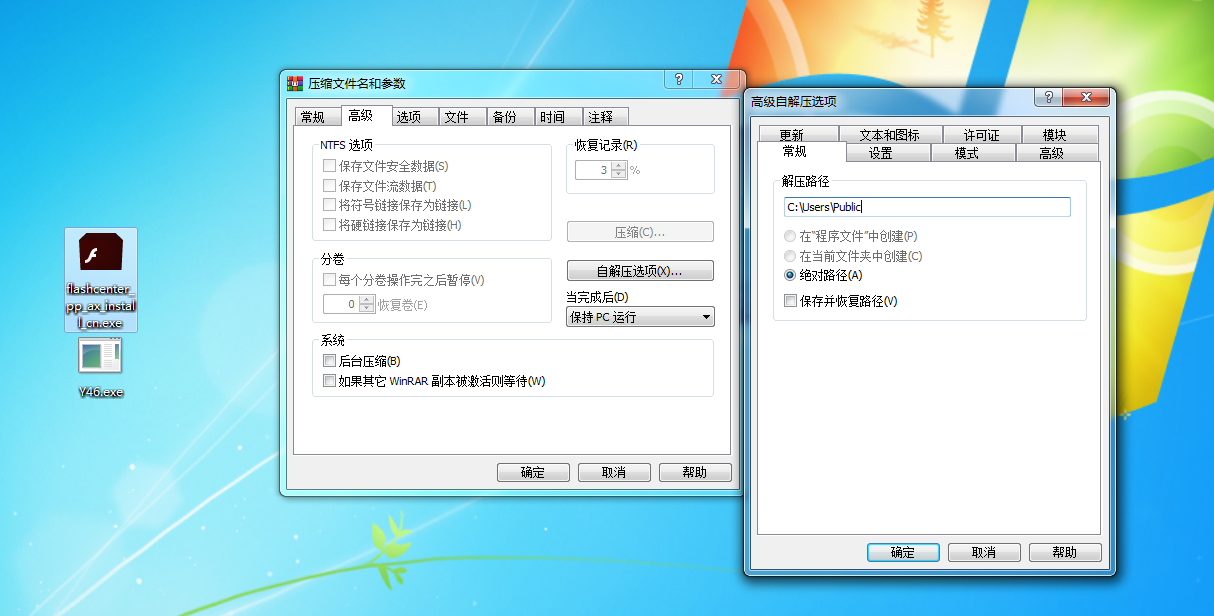 flashcenter_
pp_ax_instal
l_cn.exe
Y46.exe
压缩文件名和参数
常规 高级 选项 文件 备份 时间 注释
NTFS 选项
保存文件安全数据(S)
保存文件流数据(T)
将符号链接保存为链接(L)
将硬链接保存为链接(H)
分卷
每个分卷操作完之后暂停(V)
0 恢复卷(E)
系统
后台压缩(B)
如果其它 WinRAR 副本被激活则等待(W)
恢复记录(R)
3 %
压缩(C)...
自解压选项(X)...
当完成后(D)
保持 PC 运行
确定 取消 帮助
高级自解压选项
更新 文本和图标 许可证 模块
常规 设置 模式 高级
解压路径
C:\Users\Public
在“程序文件”中创建(P)
在当前文件夹中创建(C)
绝对路径(A)
保存并恢复路径(V)
确定 取消 帮助